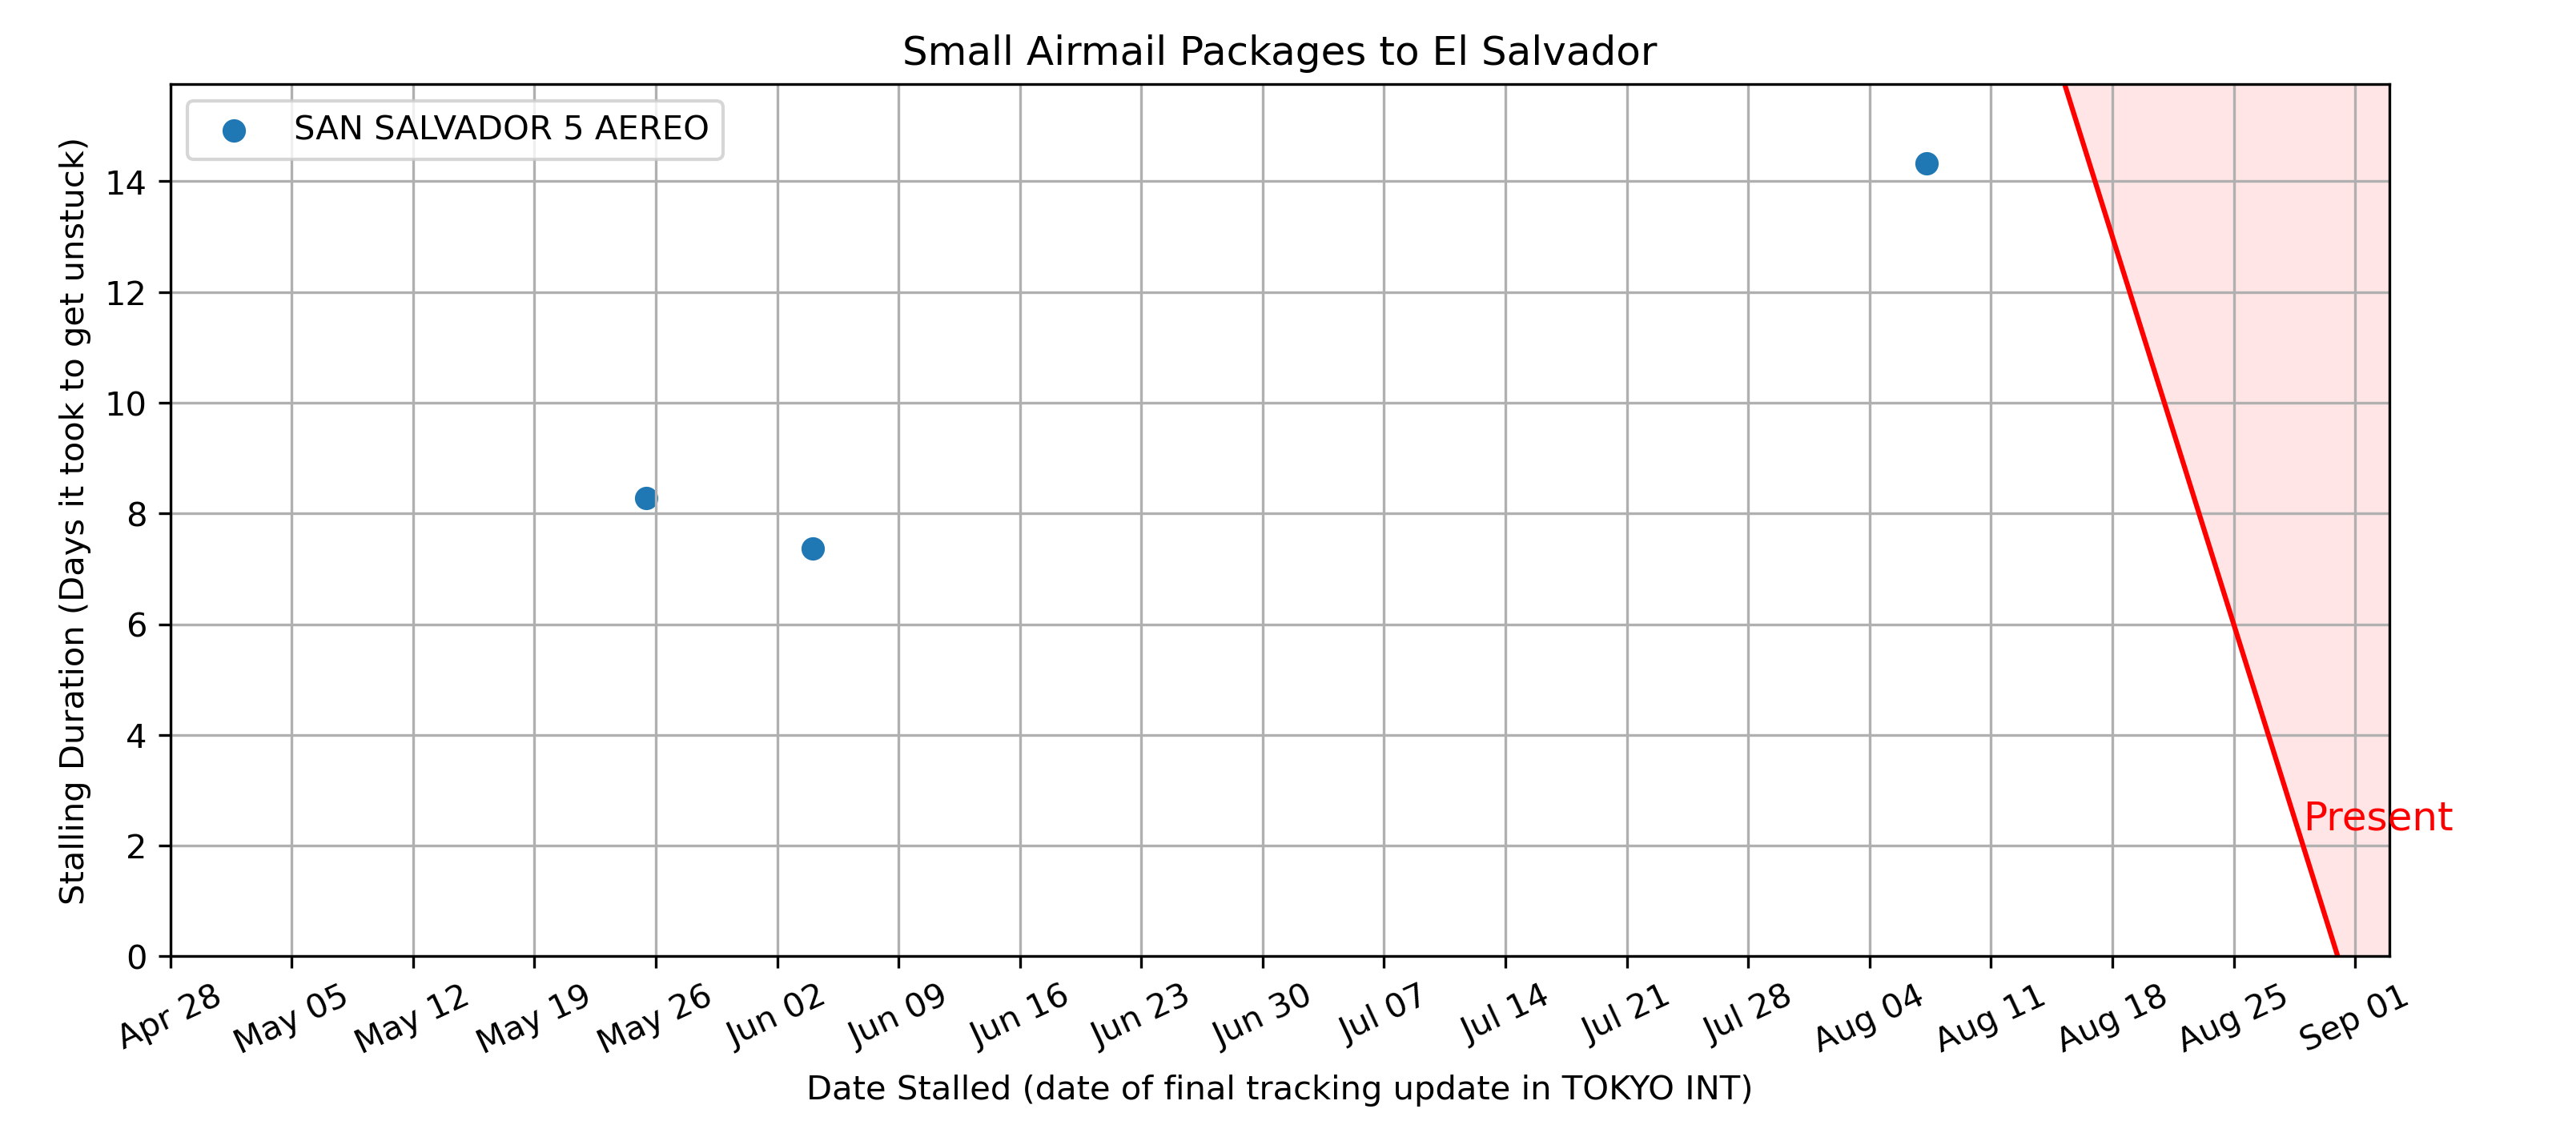 Small Airmail Packages to El Salvador
SAN SALVADOR 5 AEREO
Stalling Duration (Days it took to get unstuck)
14
12
10
8
6
4
2
0
Present
Apr 28
May 05
May 12
May 19
May 26
Jun 02
Jun 09
Jun 16
Jun 23
Jun 30
Jul 07
Jul 14
Jul 21
Jul 28
Aug 04
Aug 11
Aug 18
Aug 25
Sep 01
Date Stalled (date of final tracking update in TOKYO INT)